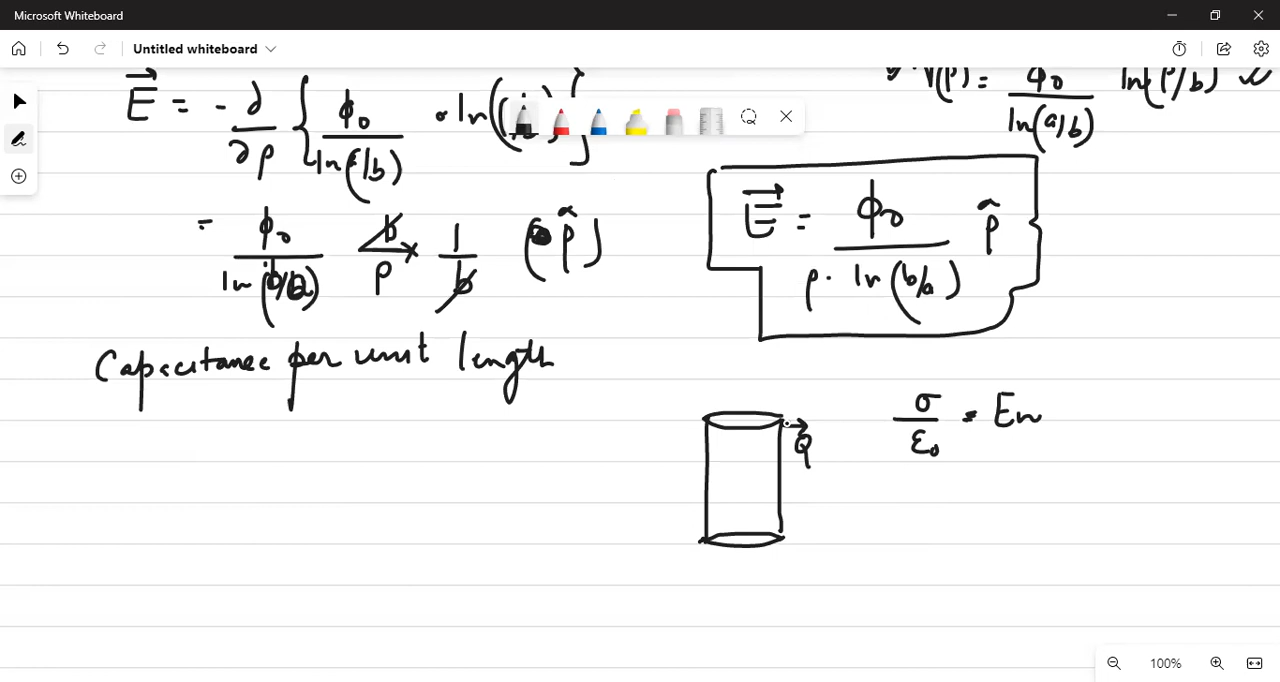 Microsoft Whiteboard
Untitled whiteboard
V(ρ) = ϕ₀ / ln(a/b) ln(ρ/b)
E⃗ = - ∂/∂ρ { ϕ₀ / ln(a/b) . ln( }
= ϕ₀ / ln(b/a) b/ρ × 1/b (ρ̂)
E⃗ = ϕ₀ / ρ · ln(b/a) ρ̂
Capacitance per unit length
σ/ε₀ = En
Q
100%